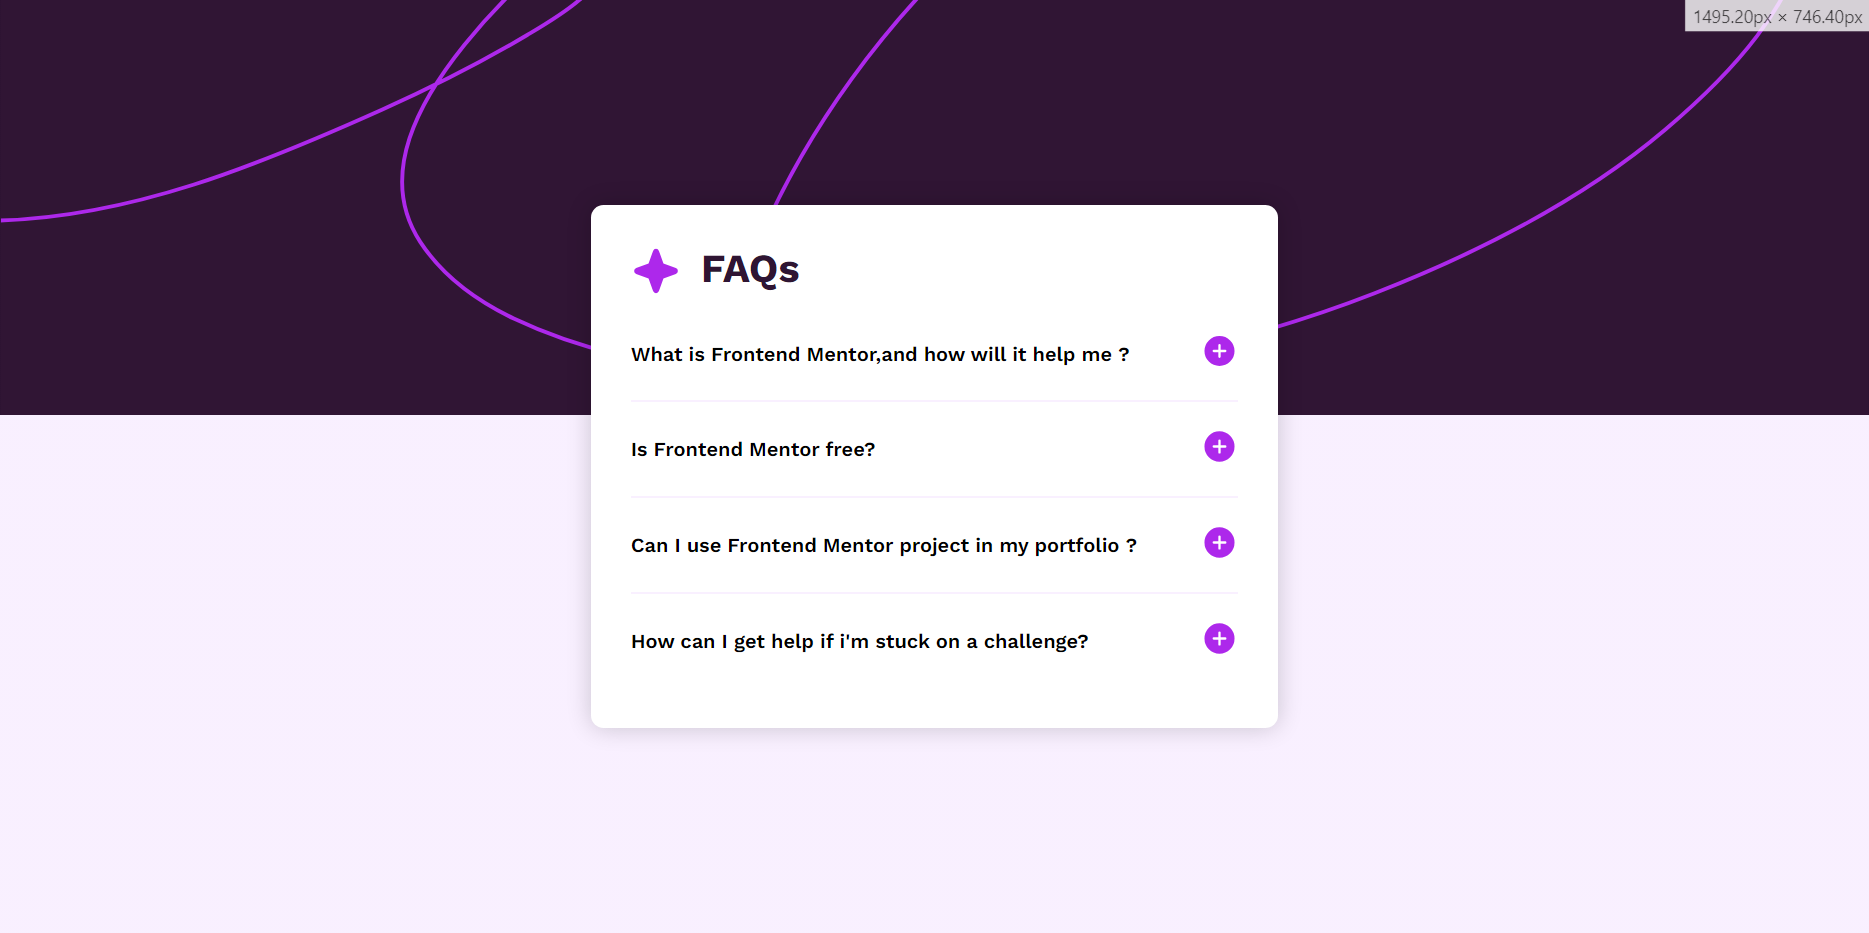 1495.20px × 746.40px
FAQs
What is Frontend Mentor,and how will it help me ?
Is Frontend Mentor free?
Can I use Frontend Mentor project in my portfolio ?
How can I get help if i'm stuck on a challenge?